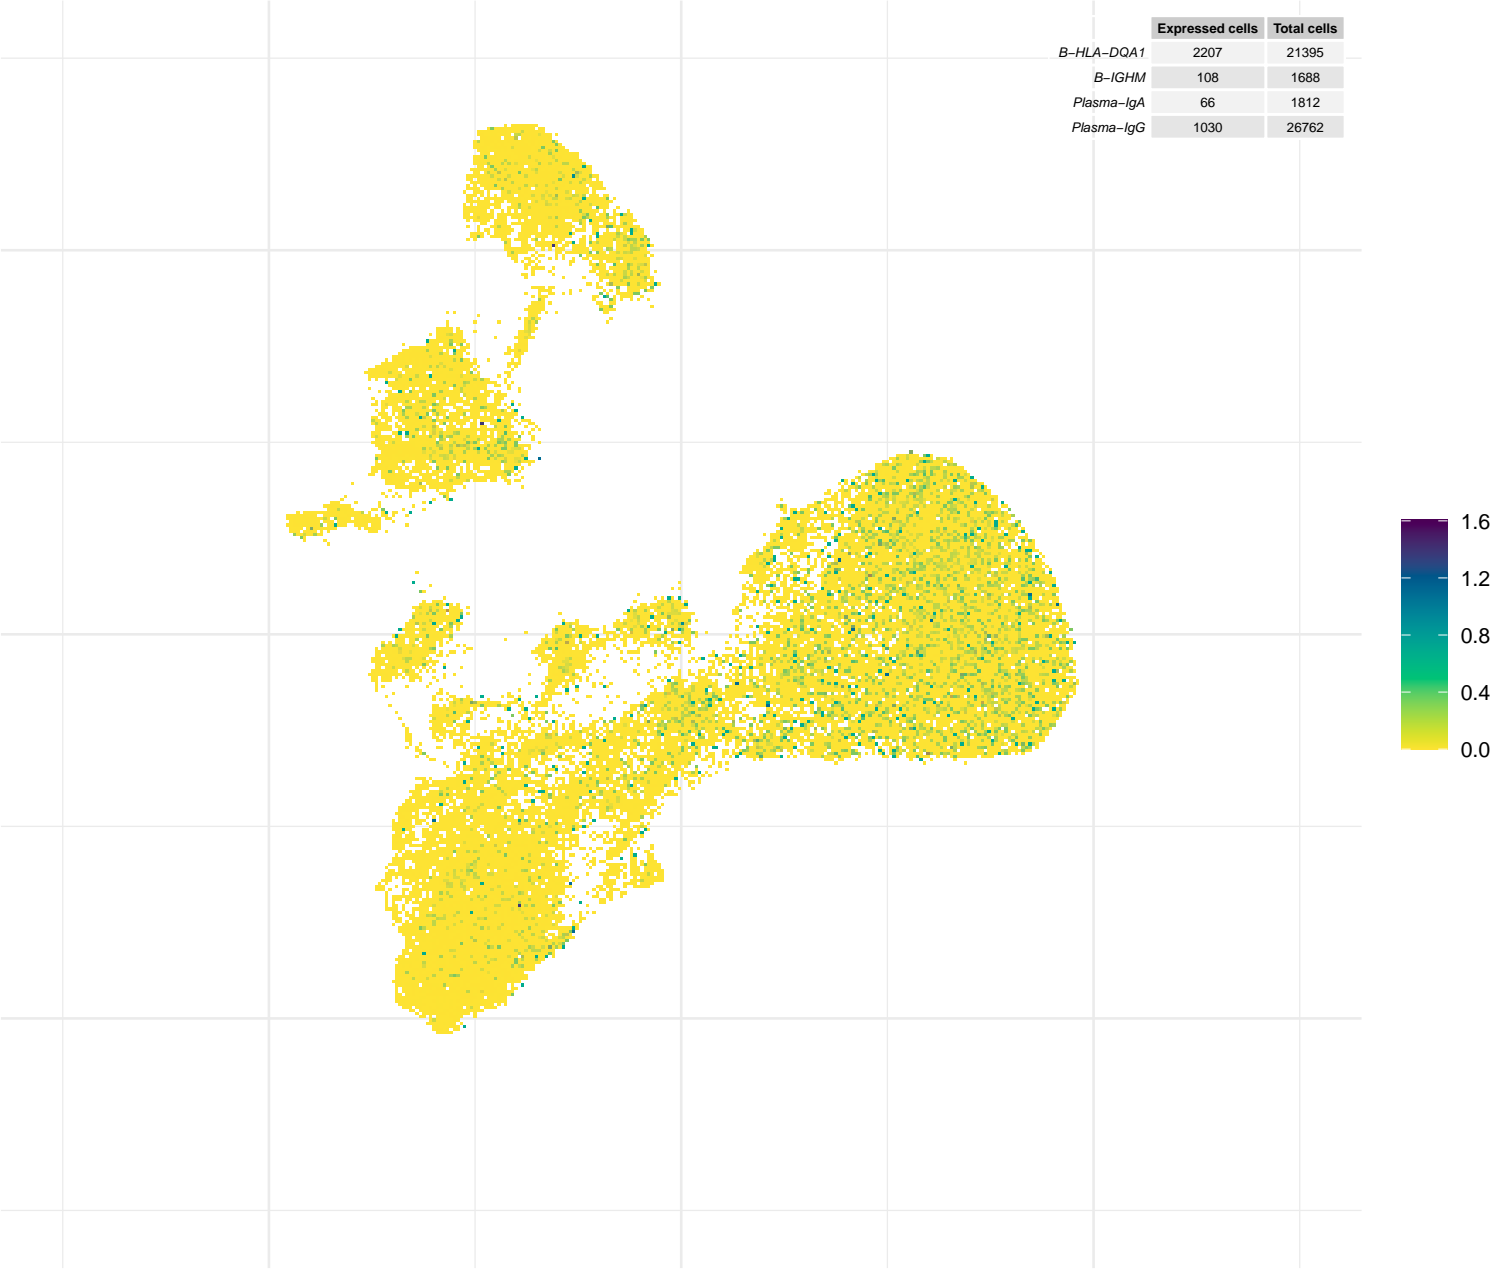 Expressed cells Total cells
B−HLA−DQA1 2207 21395
B−IGHM 108 1688
Plasma−IgA 66 1812
Plasma−IgG 1030 26762
1.6
1.2
0.8
0.4
0.0